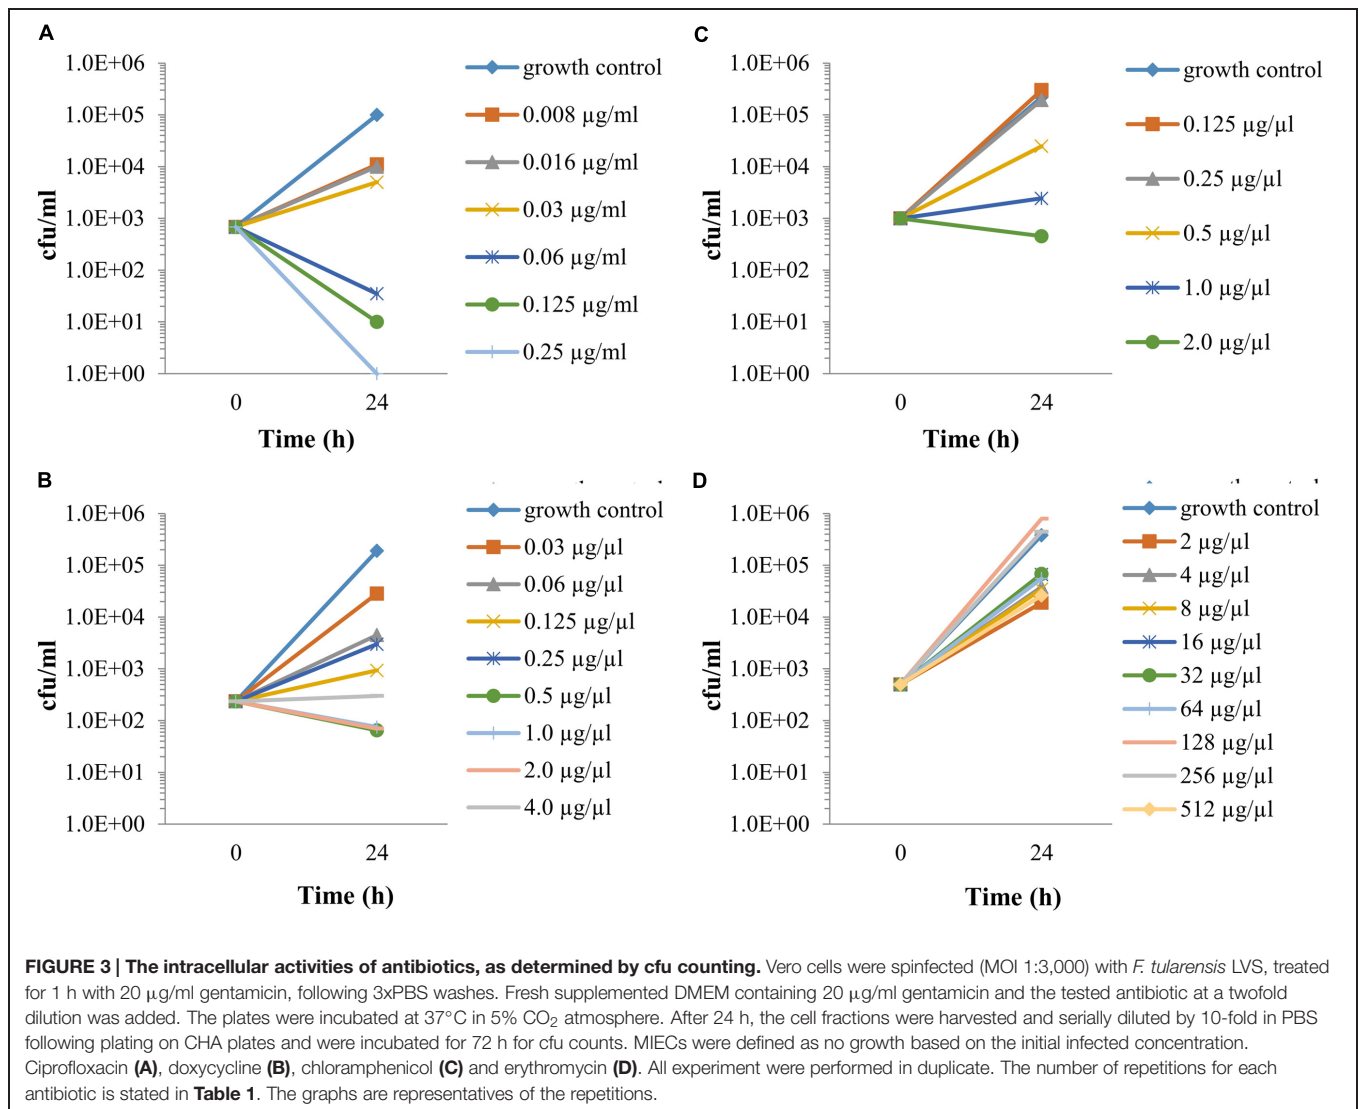 A
1.0E+06
1.0E+05
1.0E+04
1.0E+03
1.0E+02
1.0E+01
1.0E+00
cfu/ml
0
24
Time (h)
growth control
0.008 µg/ml
0.016 µg/ml
0.03 µg/ml
0.06 µg/ml
0.125 µg/ml
0.25 µg/ml
C
1.0E+06
1.0E+05
1.0E+04
1.0E+03
1.0E+02
1.0E+01
1.0E+00
cfu/ml
0
24
Time (h)
growth control
0.125 µg/µl
0.25 µg/µl
0.5 µg/µl
1.0 µg/µl
2.0 µg/µl
B
1.0E+06
1.0E+05
1.0E+04
1.0E+03
1.0E+02
1.0E+01
1.0E+00
cfu/ml
0
24
Time (h)
growth control
0.03 µg/µl
0.06 µg/µl
0.125 µg/µl
0.25 µg/µl
0.5 µg/µl
1.0 µg/µl
2.0 µg/µl
4.0 µg/µl
D
1.0E+06
1.0E+05
1.0E+04
1.0E+03
1.0E+02
1.0E+01
1.0E+00
cfu/ml
0
24
Time (h)
growth control
2 µg/µl
4 µg/µl
8 µg/µl
16 µg/µl
32 µg/µl
64 µg/µl
128 µg/µl
256 µg/µl
512 µg/µl
FIGURE 3 | The intracellular activities of antibiotics, as determined by cfu counting. Vero cells were spinfected (MOI 1:3,000) with F. tularensis LVS, treated
for 1 h with 20 µg/ml gentamicin, following 3xPBS washes. Fresh supplemented DMEM containing 20 µg/ml gentamicin and the tested antibiotic at a twofold
dilution was added. The plates were incubated at 37°C in 5% CO₂ atmosphere. After 24 h, the cell fractions were harvested and serially diluted by 10-fold in PBS
following plating on CHA plates and were incubated for 72 h for cfu counts. MIECs were defined as no growth based on the initial infected concentration.
Ciprofloxacin (A), doxycycline (B), chloramphenicol (C) and erythromycin (D). All experiment were performed in duplicate. The number of repetitions for each
antibiotic is stated in Table 1. The graphs are representatives of the repetitions.